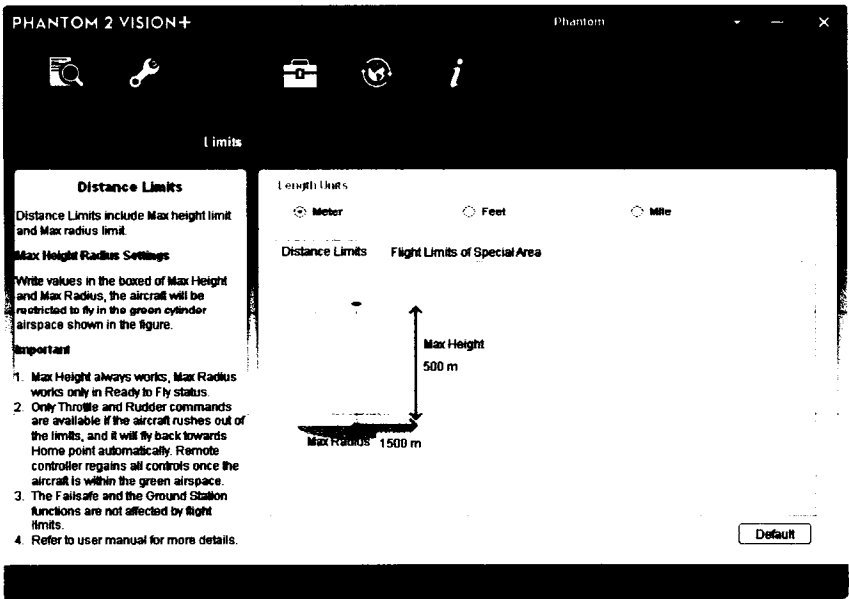 PHANTOM 2 VISION+
Phantom
Limits
Distance Limits
Distance Limits include Max height limit
and Max radius limit.
Max Height Radius Settings
Write values in the boxed of Max Height
and Max Radius, the aircraft will be
restricted to fly in the green cylinder
airspace shown in the figure.
Important
1. Max Height always works, Max Radius
works only in Ready to Fly status.
2. Only Throttle and Rudder commands
are available if the aircraft rushes out of
the limits, and it will fly back towards
Home point automatically. Remote
controller regains all controls once the
aircraft is within the green airspace.
3. The Failsafe and the Ground Station
functions are not affected by flight
limits.
4. Refer to user manual for more details.
Length Units
Meter
Feet
Mile
Distance Limits
Flight Limits of Special Area
Max Height
500 m
Max Radius 1500 m
Default